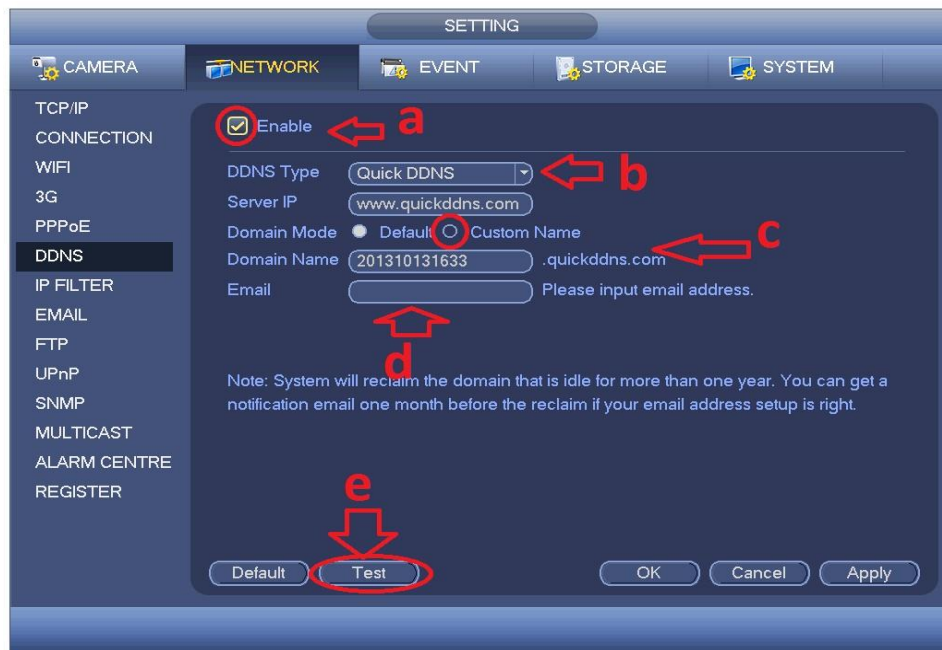 SETTING
CAMERA NETWORK EVENT STORAGE SYSTEM
TCP/IP
CONNECTION
WIFI
3G
PPPoE
DDNS
IP FILTER
EMAIL
FTP
UPnP
SNMP
MULTICAST
ALARM CENTRE
REGISTER
Enable a
DDNS Type Quick DDNS b
Server IP www.quickddns.com
Domain Mode Default Custom Name c
Domain Name 201310131633 .quickddns.com
Email Please input email address.
d
Note: System will reclaim the domain that is idle for more than one year. You can get a
notification email one month before the reclaim if your email address setup is right.
e
Default Test OK Cancel Apply